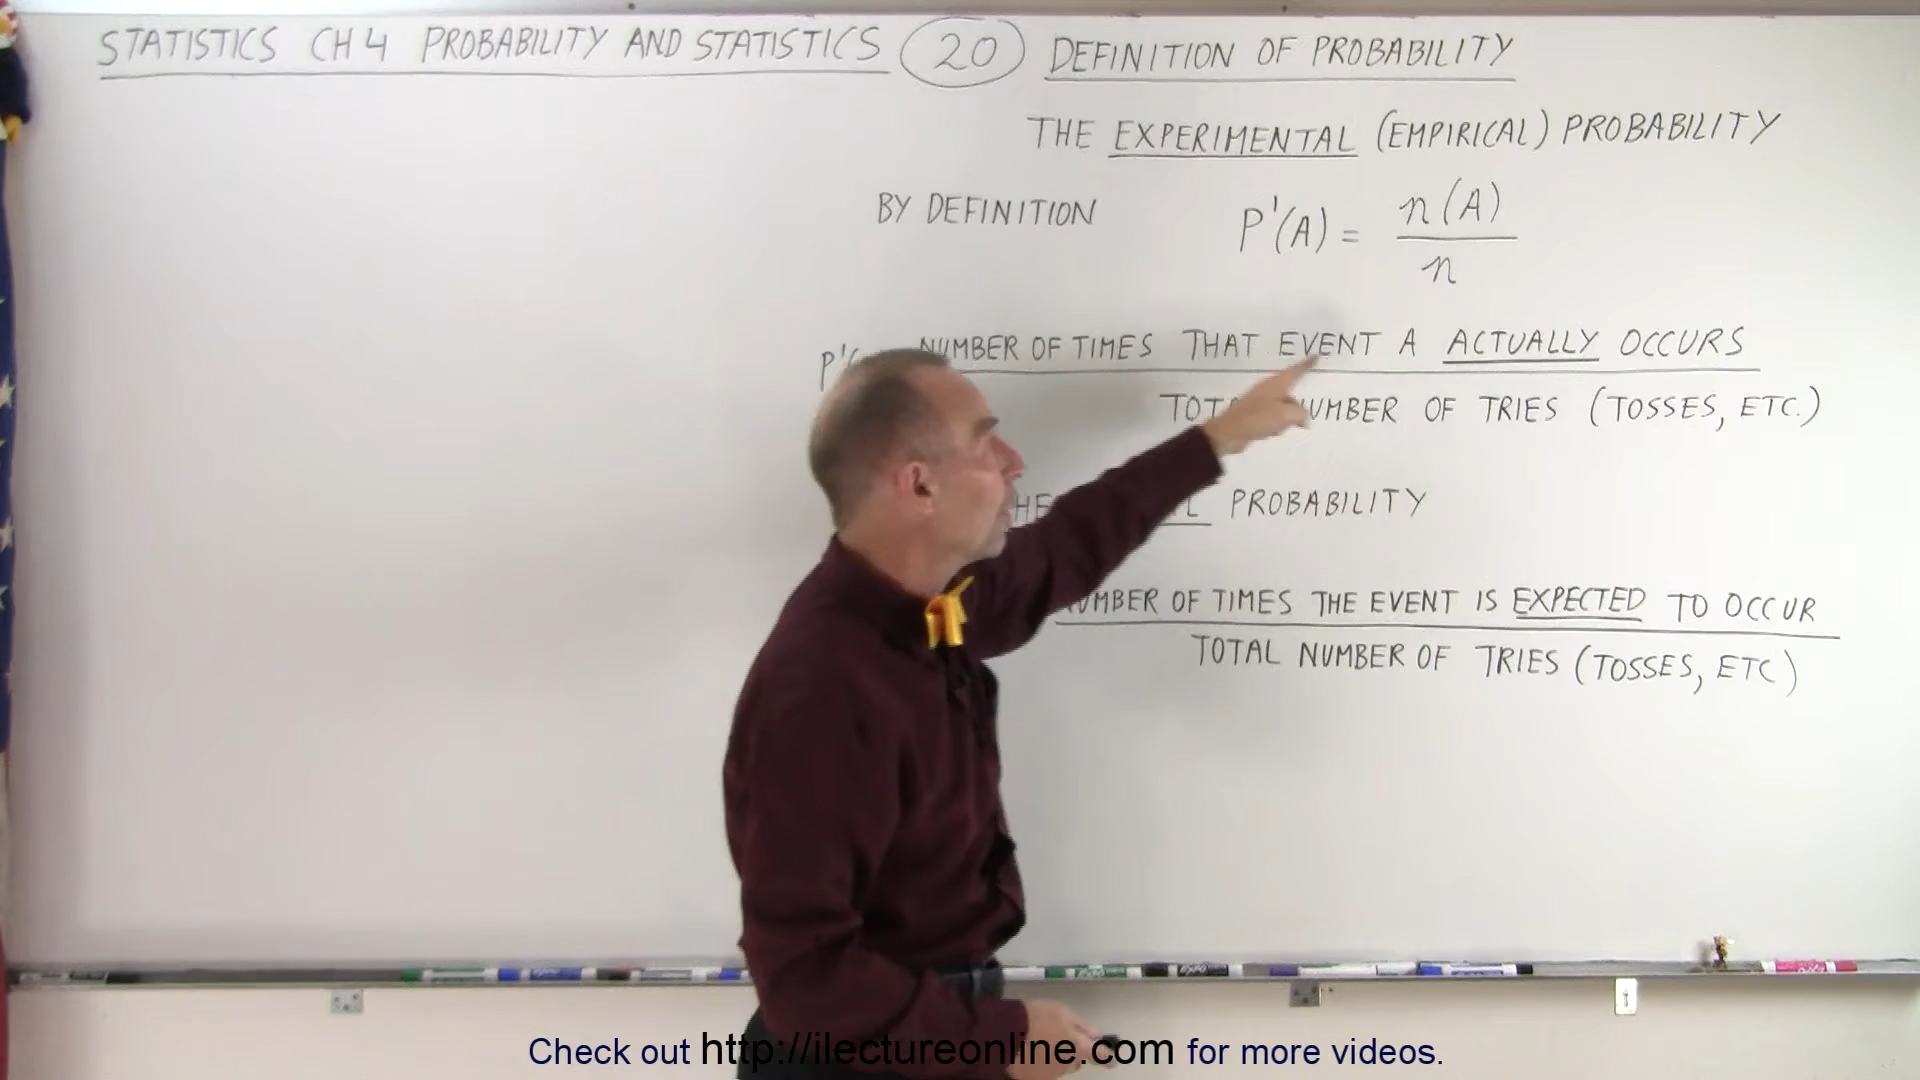 STATISTICS CH 4 PROBABILITY AND STATISTICS 20 DEFINITION OF PROBABILITY
THE EXPERIMENTAL (EMPIRICAL) PROBABILITY
BY DEFINITION P'(A) = n(A) / n
NUMBER OF TIMES THAT EVENT A ACTUALLY OCCURS
NUMBER OF TRIES (TOSSES, ETC.)
PROBABILITY
NUMBER OF TIMES THE EVENT IS EXPECTED TO OCCUR
TOTAL NUMBER OF TRIES (TOSSES, ETC)
Check out http://ilectureonline.com for more videos.